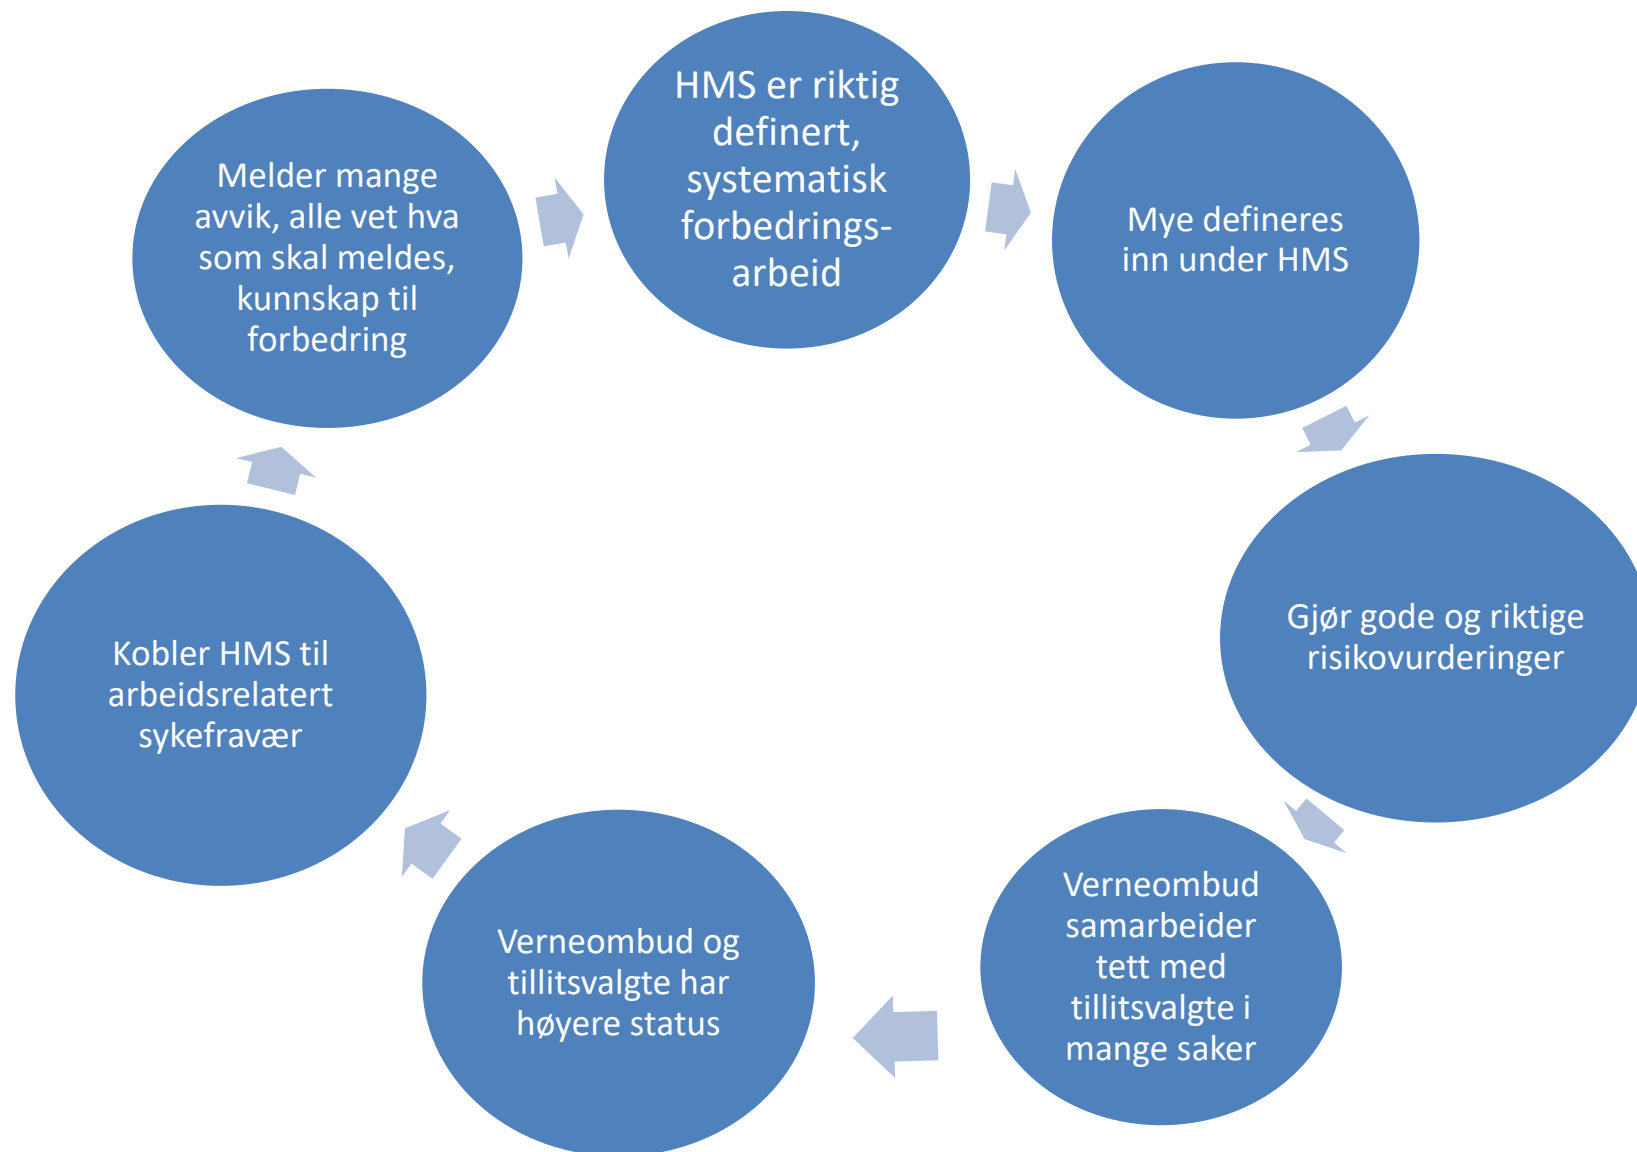 HMS er riktig
definert,
systematisk
forbedrings-
arbeid
Mye defineres
inn under HMS
Gjør gode og riktige
risikovurderinger
Verneombud
samarbeider
tett med
tillitsvalgte i
mange saker
Verneombud og
tillitsvalgte har
høyere status
Kobler HMS til
arbeidsrelatert
sykefravær
Melder mange
avvik, alle vet hva
som skal meldes,
kunnskap til
forbedring